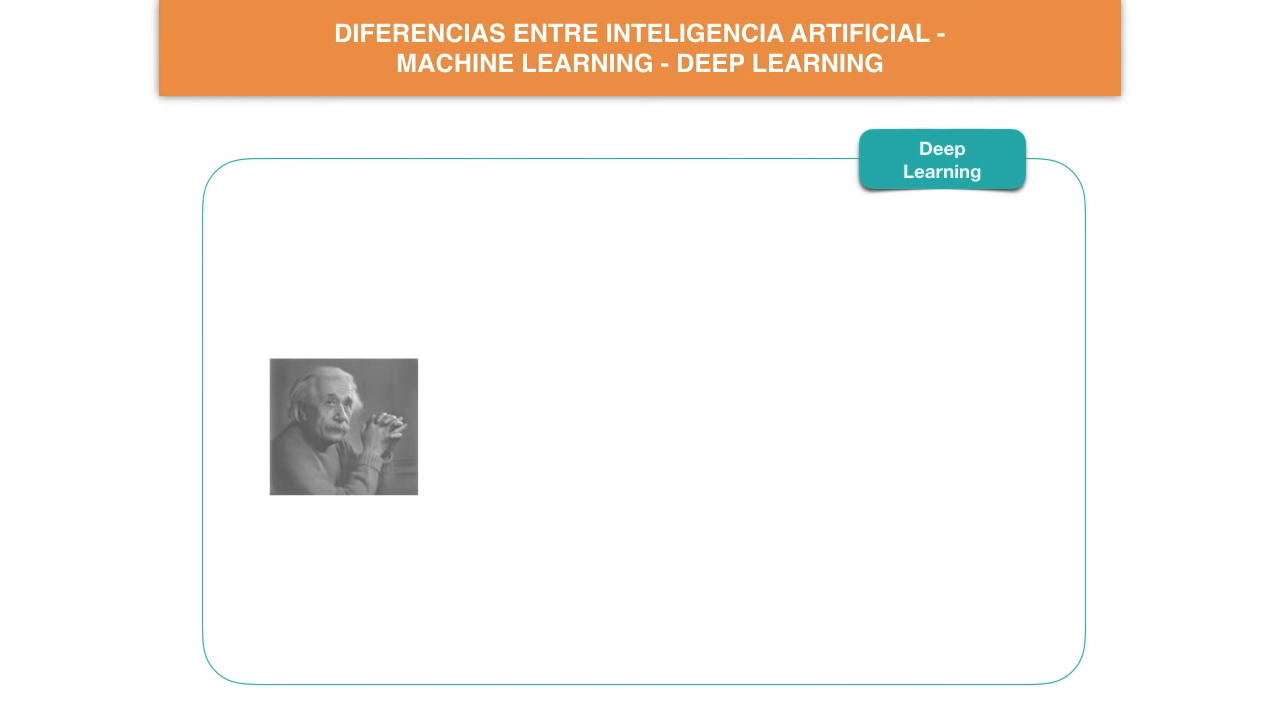 DIFERENCIAS ENTRE INTELIGENCIA ARTIFICIAL -
MACHINE LEARNING - DEEP LEARNING
Deep
Learning